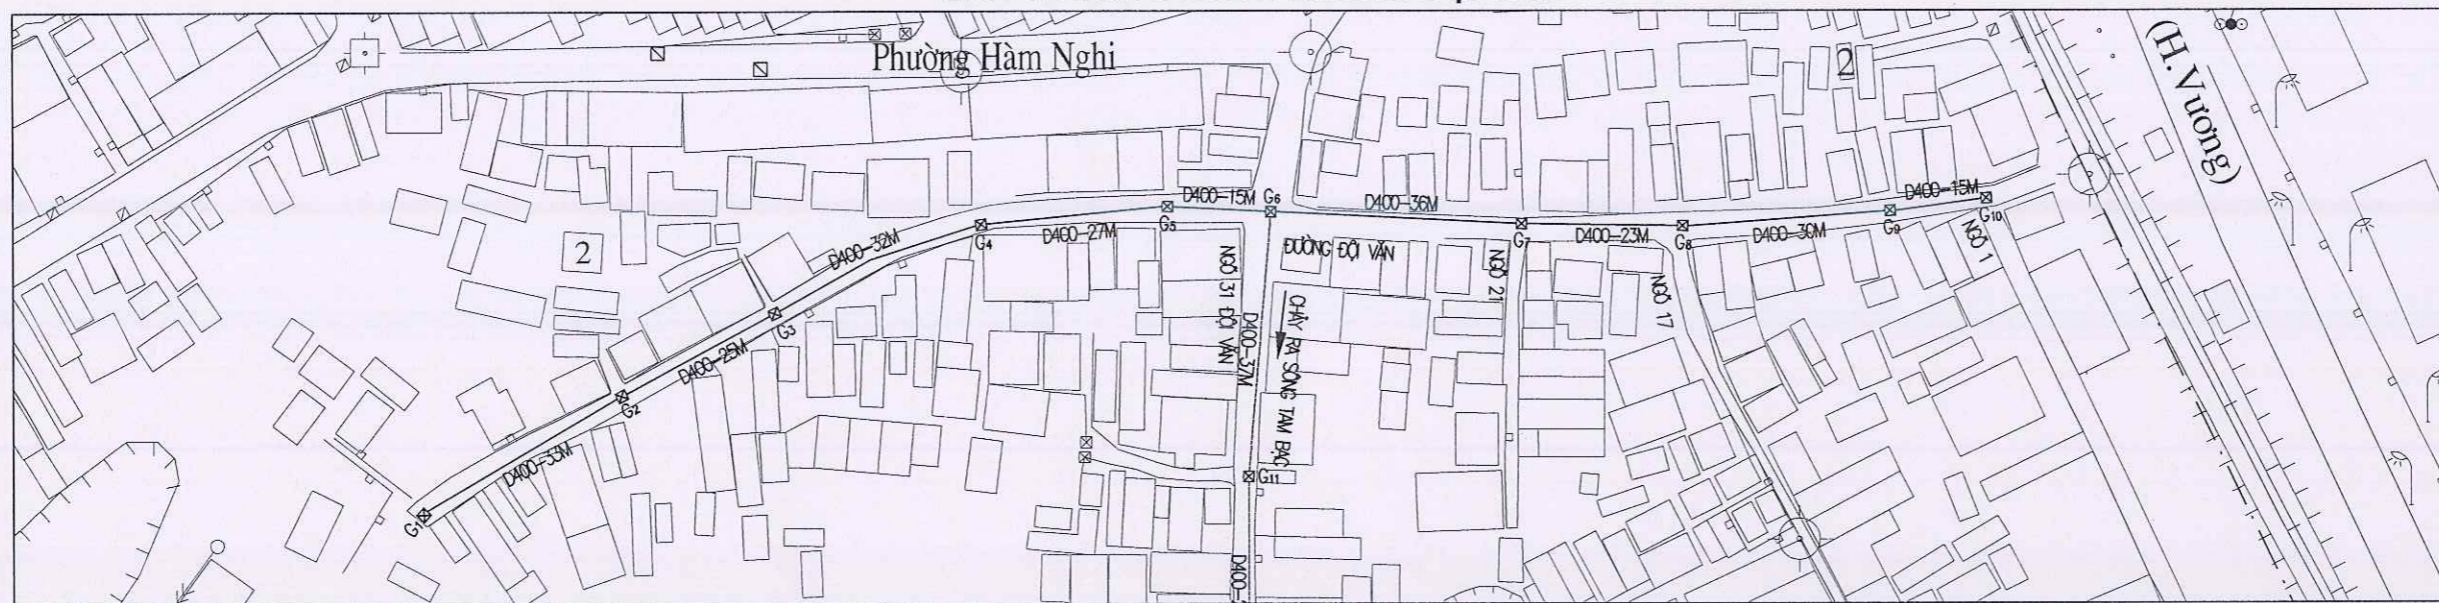 Phường Hàm Nghi
2
(H.Vương)
2
D400-15M
G6
D400-36M
D400-15M
G10
G5
G9
G4
D400-27M
G7
D400-23M
G8
D400-30M
NGÕ 1
D400-32M
NGÕ 31 ĐỘI VĂN
ĐƯỜNG ĐỘI VĂN
NGÕ 21
NGÕ 17
G3
D400-25M
D400-37M
CHẢY RA SÔNG TAM BẠC
G2
D400-33M
G1
G11
D400-